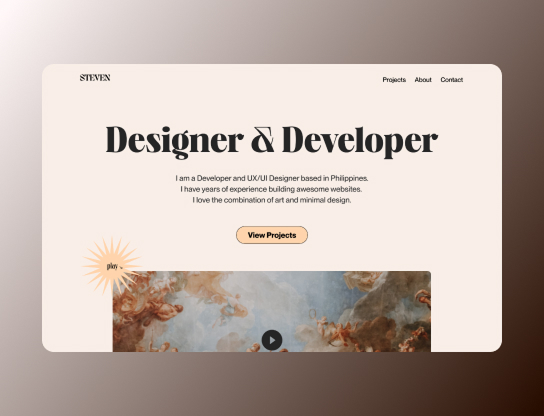 STEVEN
Projects About Contact
Designer & Developer
I am a Developer and UX/UI Designer based in Philippines.
I have years of experience building awesome websites.
I love the combination of art and minimal design.
View Projects
play